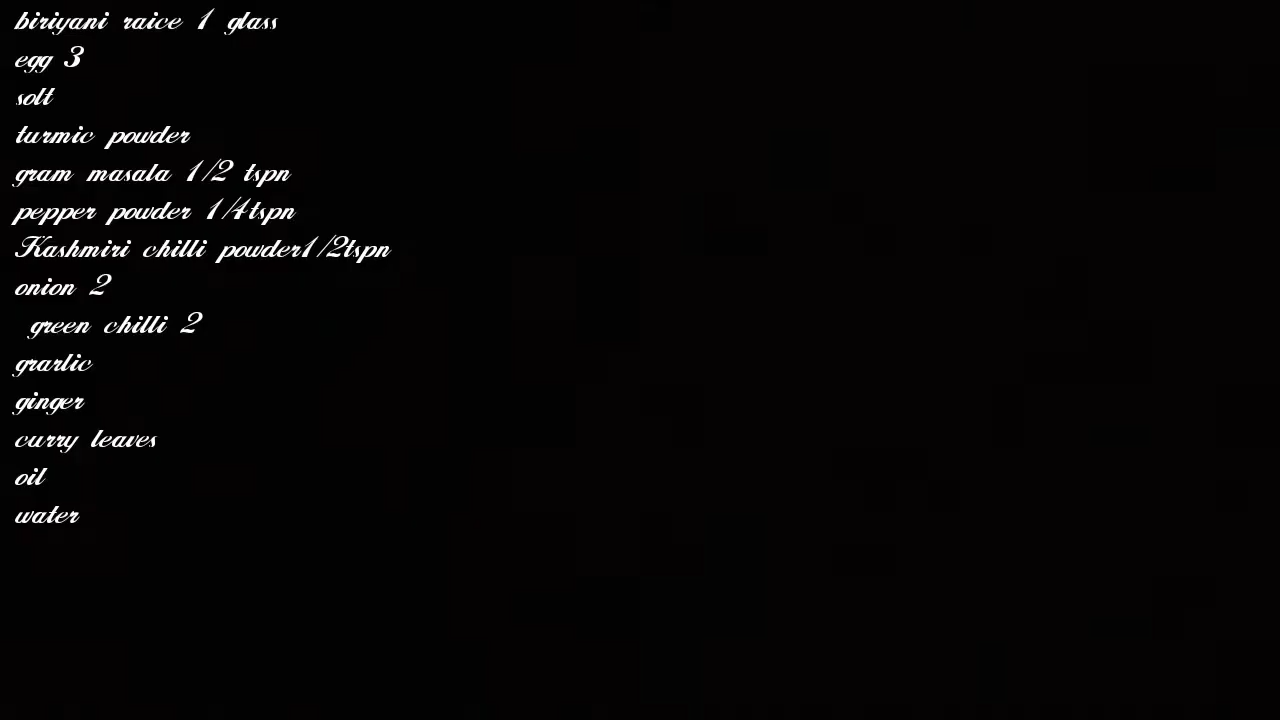 biriyani raice 1 glass
egg 3
solt
turmic powder
gram masala 1/2 tspn
pepper powder 1/4tspn
Kashmiri chilli powder1/2tspn
onion 2
green chilli 2
grarlic
ginger
curry leaves
oil
water